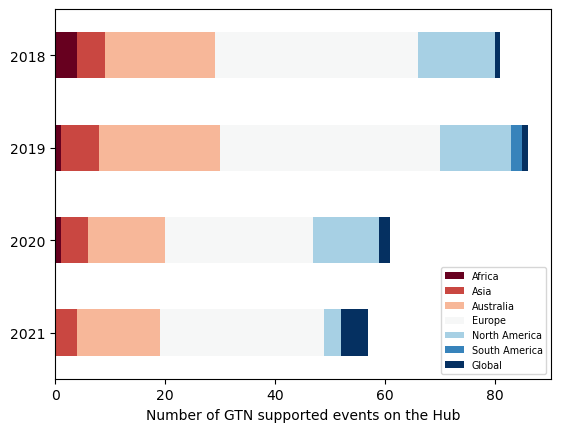 2018
2019
2020
2021
Africa
Asia
Australia
Europe
North America
South America
Global
0 20 40 60 80
Number of GTN supported events on the Hub